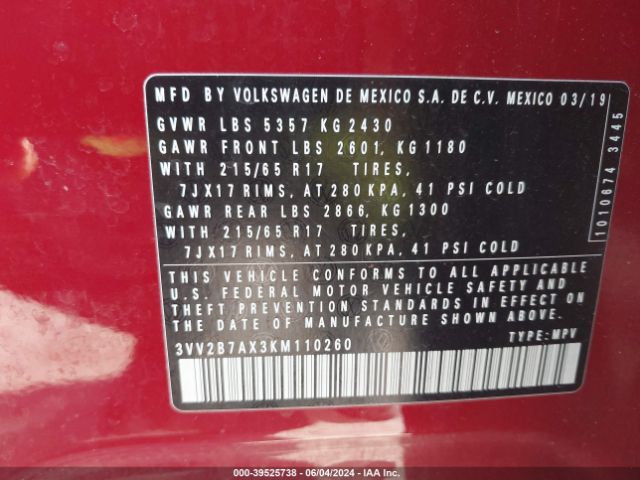 MFD BY VOLKSWAGEN DE MEXICO S.A. DE C.V. MEXICO 03/19
GVWR LBS 5357 KG 2430
GAWR FRONT LBS 2601, KG 1180
WITH 215/65 R17 TIRES,
7JX17 RIMS, AT 280 KPA, 41 PSI COLD
GAWR REAR LBS 2866, KG 1300
WITH 215/65 R17 TIRES,
7JX17 RIMS, AT 280 KPA, 41 PSI COLD
1010674 3445
THIS VEHICLE CONFORMS TO ALL APPLICABLE
U.S. FEDERAL MOTOR VEHICLE SAFETY AND
THEFT PREVENTION STANDARDS IN EFFECT ON
THE DATE OF MANUFACTURE SHOWN ABOVE.
3VV2B7AX3KM110260 TYPE: MPV
000-39525738 - 06/04/2024 - IAA Inc.